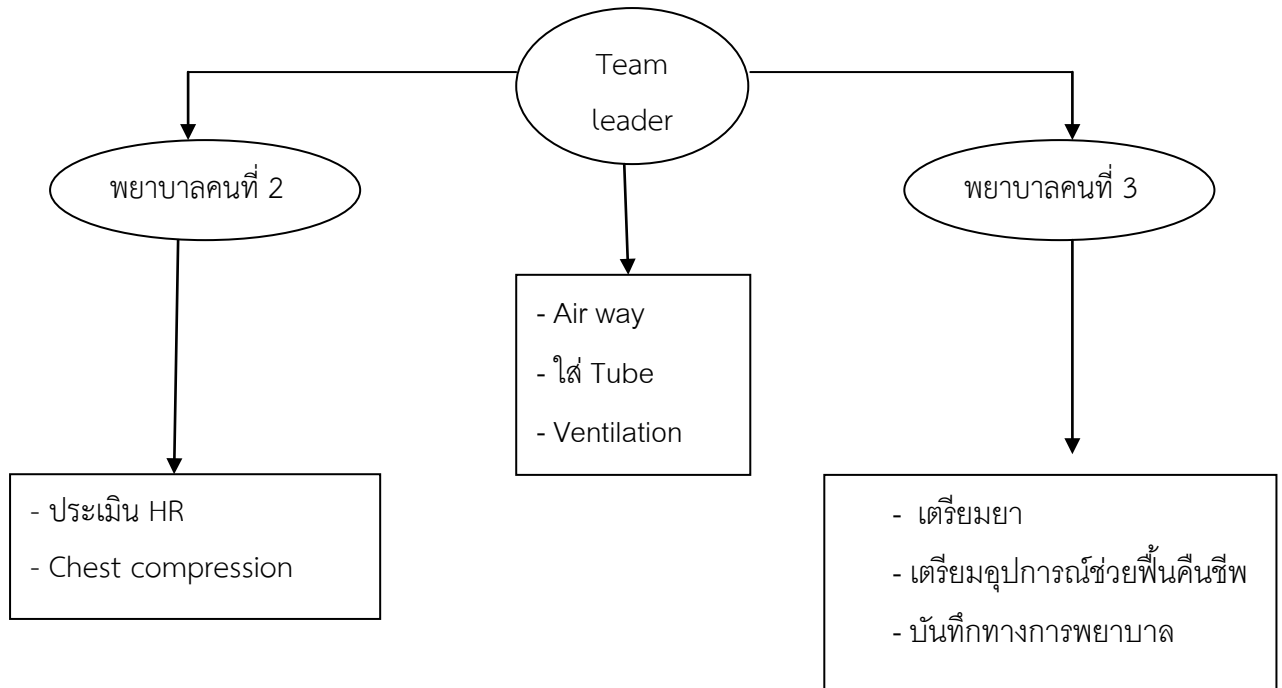 Team
leader
พยาบาลคนที่ 2
พยาบาลคนที่ 3
- Air way
- ใส่ Tube
- Ventilation
- ประเมิน HR
- Chest compression
- เตรียมยา
- เตรียมอุปการณ์ช่วยฟื้นคืนชีพ
- บันทึกทางการพยาบาล